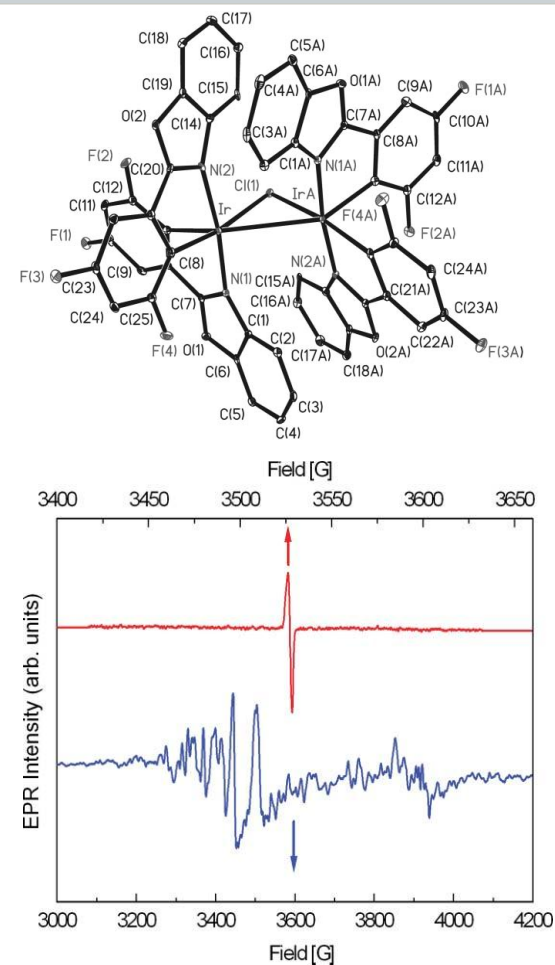 C(17)
C(18)
C(16)
C(5A)
C(6A)
C(19)
C(15)
C(4A)
O(1A)
C(9A)
F(1A)
O(2)
C(14)
C(7A)
C(10A)
C(3A)
C(8A)
F(2)
C(20)
N(2)
C(1A)
N(1A)
C(11A)
C(12)
Cl(1)
IrA
C(12A)
C(11)
Ir
F(4A)
F(1)
F(2A)
F(3)
C(23)
C(9)
C(8)
N(2A)
C(24A)
C(7)
N(1)
C(15A)
C(21A)
C(24)
C(25)
C(16A)
C(23A)
C(1)
F(4)
O(1)
C(2)
C(17A)
O(2A)
C(22A)
F(3A)
C(6)
C(18A)
C(5)
C(3)
C(4)
Field [G]
3400 3450 3500 3550 3600 3650
EPR Intensity (arb. units)
3000 3200 3400 3600 3800 4000 4200
Field [G]